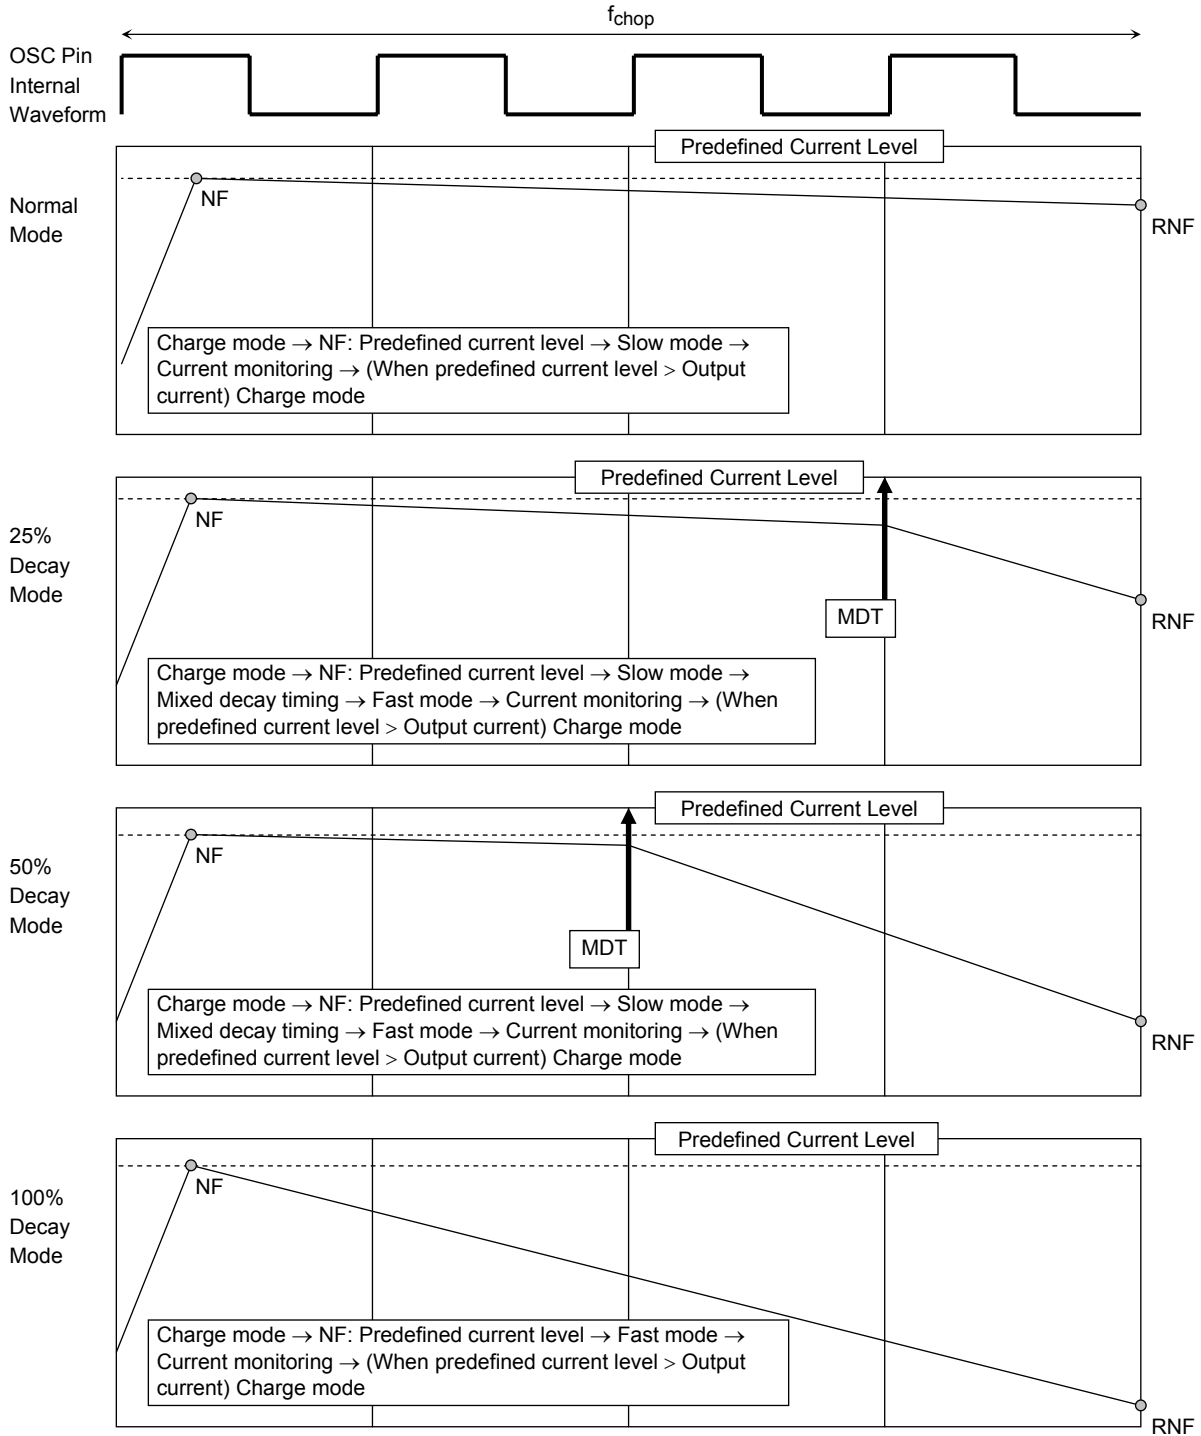 fchop
OSC Pin
Internal
Waveform
Predefined Current Level
NF
Normal
Mode
RNF
Charge mode → NF: Predefined current level → Slow mode →
Current monitoring → (When predefined current level > Output
current) Charge mode
Predefined Current Level
NF
25%
Decay
Mode
MDT
RNF
Charge mode → NF: Predefined current level → Slow mode →
Mixed decay timing → Fast mode → Current monitoring → (When
predefined current level > Output current) Charge mode
Predefined Current Level
NF
50%
Decay
Mode
MDT
RNF
Charge mode → NF: Predefined current level → Slow mode →
Mixed decay timing → Fast mode → Current monitoring → (When
predefined current level > Output current) Charge mode
Predefined Current Level
NF
100%
Decay
Mode
Charge mode → NF: Predefined current level → Fast mode →
Current monitoring → (When predefined current level > Output
current) Charge mode
RNF